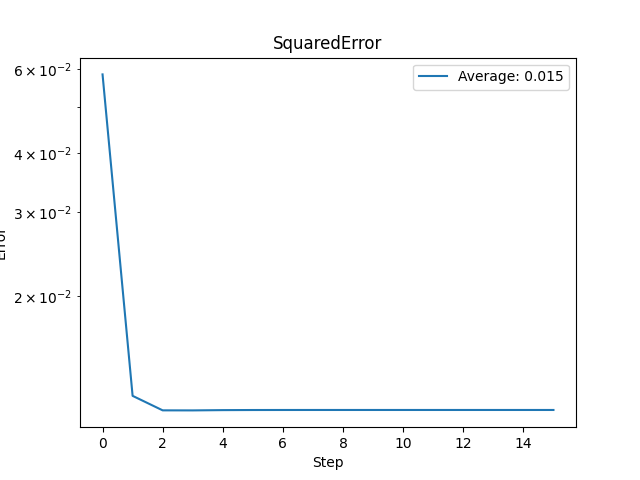 SquaredError
Average: 0.015
6 × 10⁻²
4 × 10⁻²
3 × 10⁻²
2 × 10⁻²
Error
0 2 4 6 8 10 12 14
Step